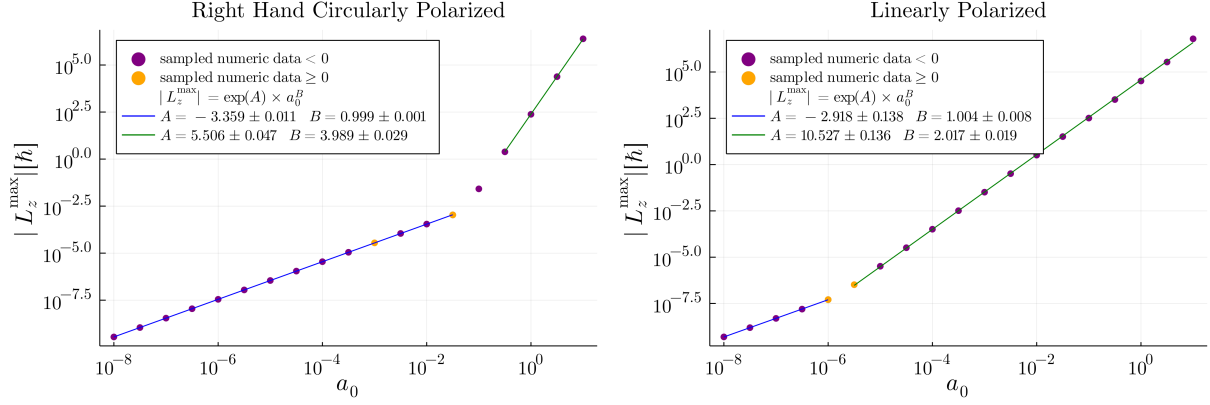 Right Hand Circularly Polarized
| L_z^max| [ħ]
10^5.0
10^2.5
10^0.0
10^−2.5
10^−5.0
10^−7.5
sampled numeric data < 0
sampled numeric data ≥ 0
| L_z^max| = exp(A) × a_0^B
A = − 3.359 ± 0.011 B = 0.999 ± 0.001
A = 5.506 ± 0.047 B = 3.989 ± 0.029
10^−8 10^−6 10^−4 10^−2 10^0
a_0
Linearly Polarized
| L_z^max| [ħ]
10^5.0
10^2.5
10^0.0
10^−2.5
10^−5.0
10^−7.5
sampled numeric data < 0
sampled numeric data ≥ 0
| L_z^max| = exp(A) × a_0^B
A = − 2.918 ± 0.138 B = 1.004 ± 0.008
A = 10.527 ± 0.136 B = 2.017 ± 0.019
10^−8 10^−6 10^−4 10^−2 10^0
a_0